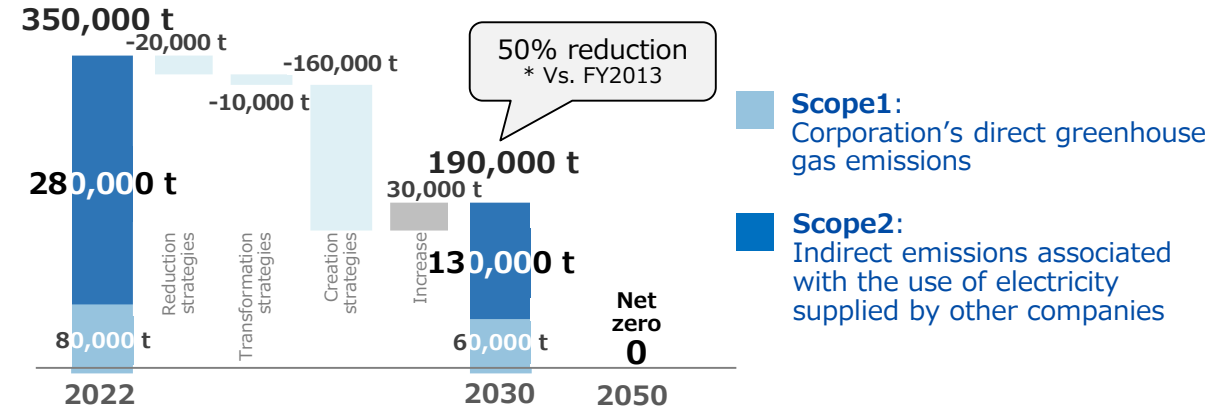 350,000 t
-20,000 t
-10,000 t
-160,000 t
50% reduction
* Vs. FY2013
190,000 t
30,000 t
280,000 t
130,000 t
80,000 t
60,000 t
Reduction
strategies
Transformation
strategies
Creation
strategies
Increase
Net
zero
0
2022
2030
2050
Scope1:
Corporation's direct greenhouse
gas emissions
Scope2:
Indirect emissions associated
with the use of electricity
supplied by other companies